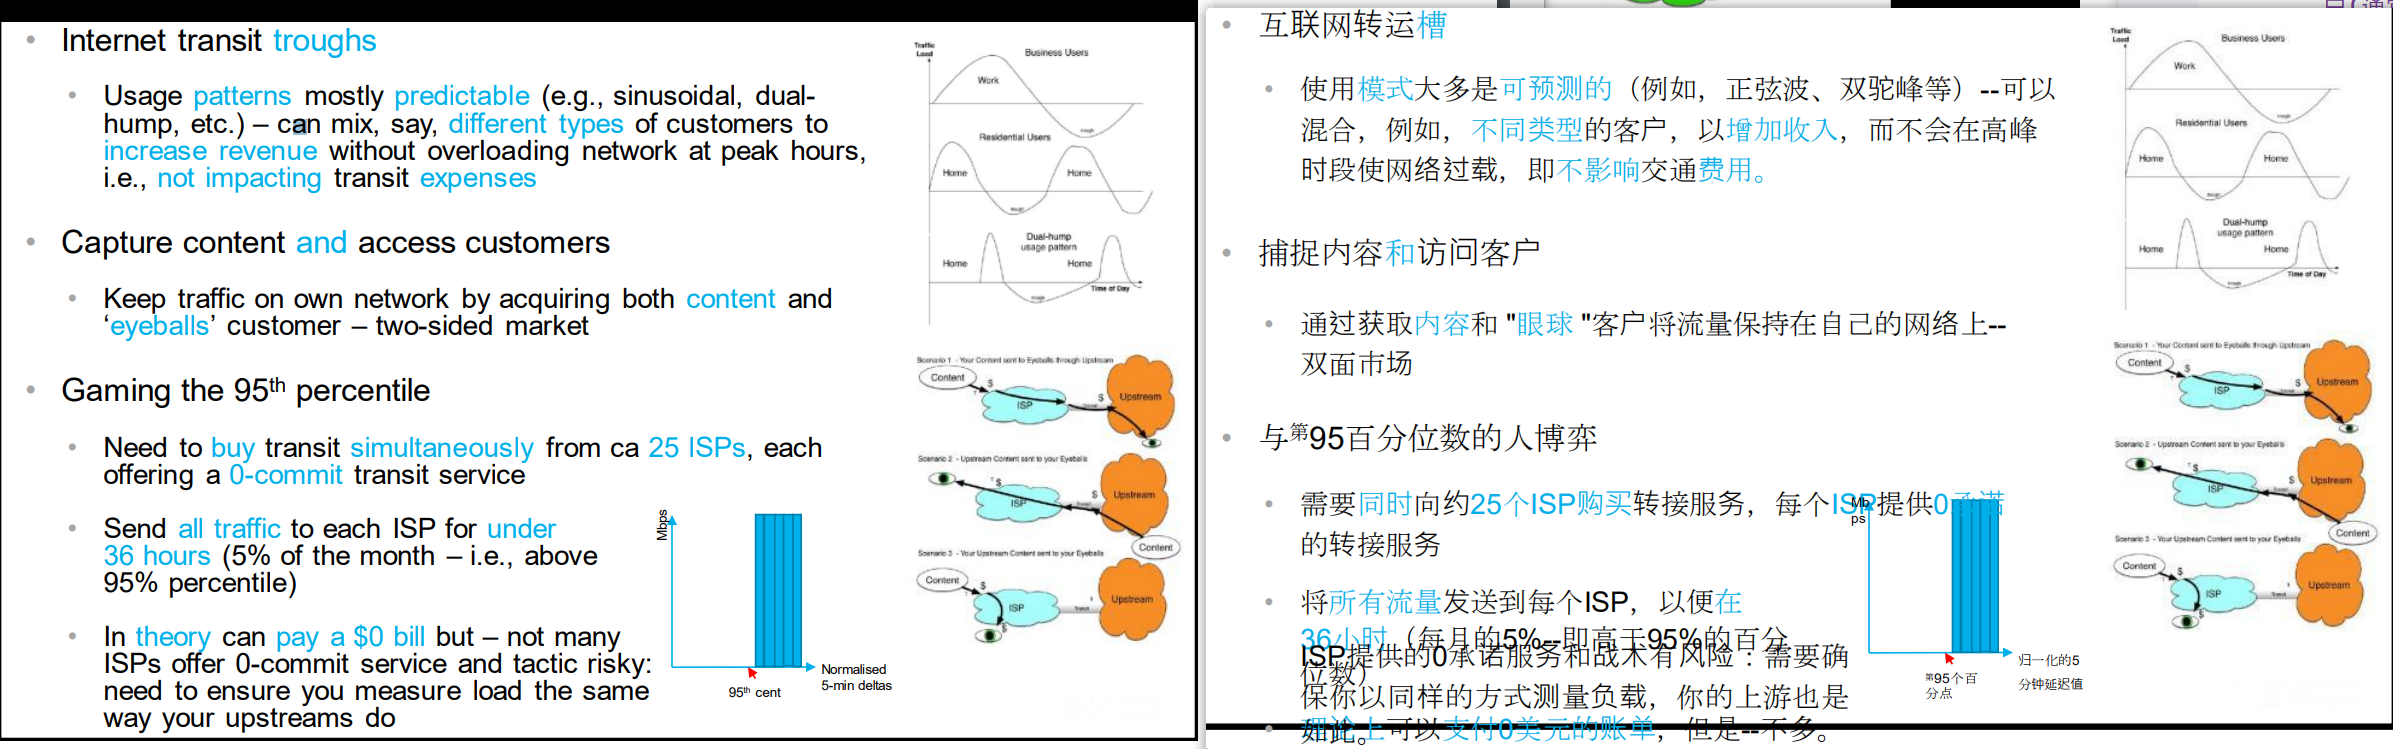 Internet transit troughs
Usage patterns mostly predictable (e.g., sinusoidal, dual-
hump, etc.) – can mix, say, different types of customers to
increase revenue without overloading network at peak hours,
i.e., not impacting transit expenses
Capture content and access customers
Keep traffic on own network by acquiring both content and
‘eyeballs’ customer – two-sided market
Gaming the 95th percentile
Need to buy transit simultaneously from ca 25 ISPs, each
offering a 0-commit transit service
Send all traffic to each ISP for under
36 hours (5% of the month – i.e., above
95% percentile)
In theory can pay a $0 bill but – not many
ISPs offer 0-commit service and tactic risky:
need to ensure you measure load the same
way your upstreams do
Traffic
Load
Business Users
Work
trough
Residential Users
Home
Home
trough
Dual-hump
usage pattern
Home
Home
Time of Day
trough
Scenario 1 - Your Content sent to Eyeballs through Upstream
Content
$
ISP
$
Upstream
Scenario 2 - Upstream Content sent to your Eyeballs
$
ISP
$
Upstream
Content
Scenario 3 - Your Upstream Content sent to your Eyeballs
Content
$
ISP
$
Transit
Upstream
Mbps
95th cent
Normalised
5-min deltas
互联网转运槽
使用模式大多是可预测的（例如，正弦波、双驼峰等）--可以
混合，例如，不同类型的客户，以增加收入，而不会在高峰
时段使网络过载，即不影响交通费用。
捕捉内容和访问客户
通过获取内容和 "眼球 "客户将流量保持在自己的网络上--
双面市场
与第95百分位数的人博弈
需要同时向约25个ISP购买转接服务，每个ISP提供0承诺
的转接服务
将所有流量发送到每个ISP，以便在
36小时（每月的5%--即高于95%的百分
位数）
理论上可以支付0美元的账单，但是--不多。
ISP提供的0承诺服务和战术有风险：需要确
保你以同样的方式测量负载，你的上游也是
如此。
Traffic
Load
Business Users
Work
trough
Residential Users
Home
Home
trough
Dual-hump
usage pattern
Home
Home
Time of Day
trough
Scenario 1 - Your Content sent to Eyeballs through Upstream
Content
$
ISP
$
Upstream
Scenario 2 - Upstream Content sent to your Eyeballs
$
ISP
$
Upstream
Content
Scenario 3 - Your Upstream Content sent to your Eyeballs
Content
$
ISP
$
Upstream
Mb
ps
第95个百
分点
归一化的5
分钟延迟值